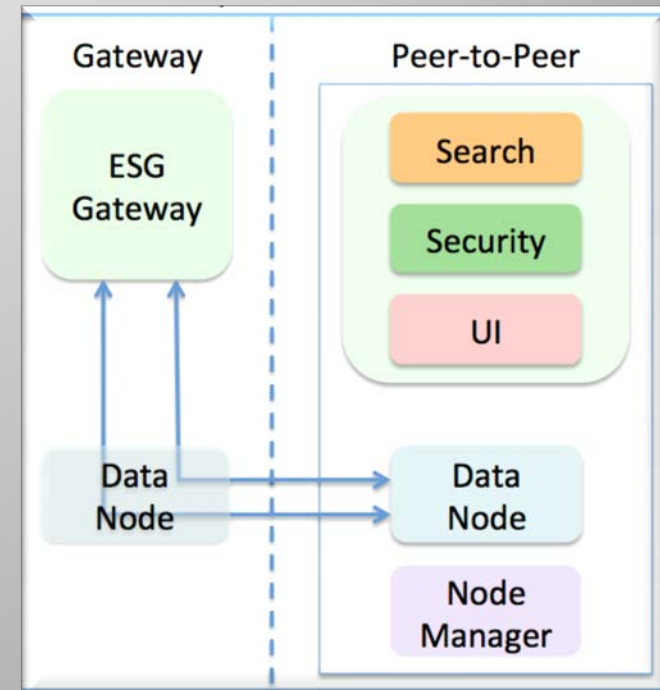 Gateway
Peer-to-Peer
ESG
Gateway
Search
Security
UI
Data
Node
Data
Node
Node
Manager